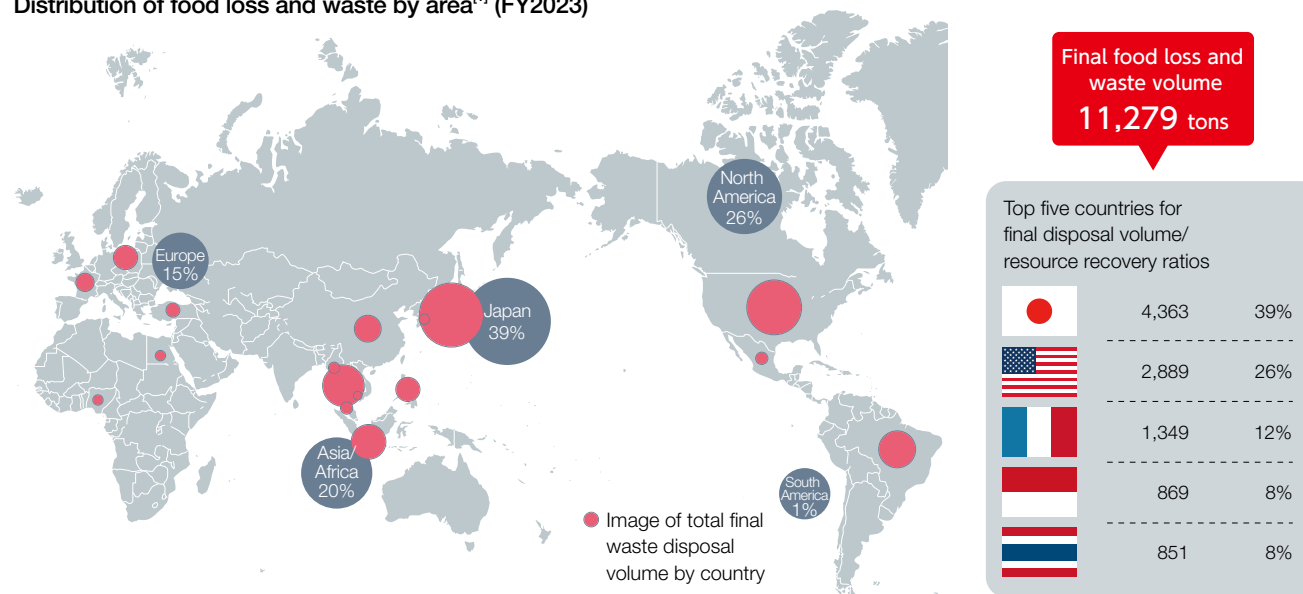 Distribution of food loss and waste by area[*] (FY2023)
Final food loss and
waste volume
11,279 tons
North
America
26%
Europe
15%
Japan
39%
Asia/
Africa
20%
South
America
1%
Image of total final
waste disposal
volume by country
Top five countries for
final disposal volume/
resource recovery ratios
4,363 39%
2,889 26%
1,349 12%
869 8%
851 8%